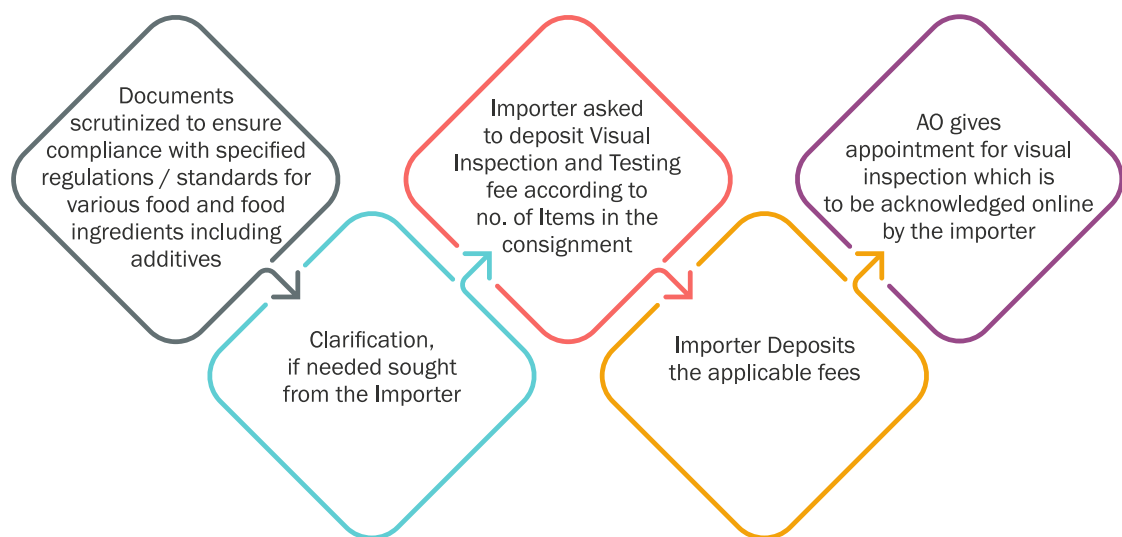 Documents
scrutinized to ensure
compliance with specified
regulations / standards for
various food and food
ingredients including
additives
Clarification,
if needed sought
from the Importer
Importer asked
to deposit Visual
Inspection and Testing
fee according to
no. of Items in the
consignment
Importer Deposits
the applicable fees
AO gives
appointment for visual
inspection which is
to be acknowledged online
by the importer